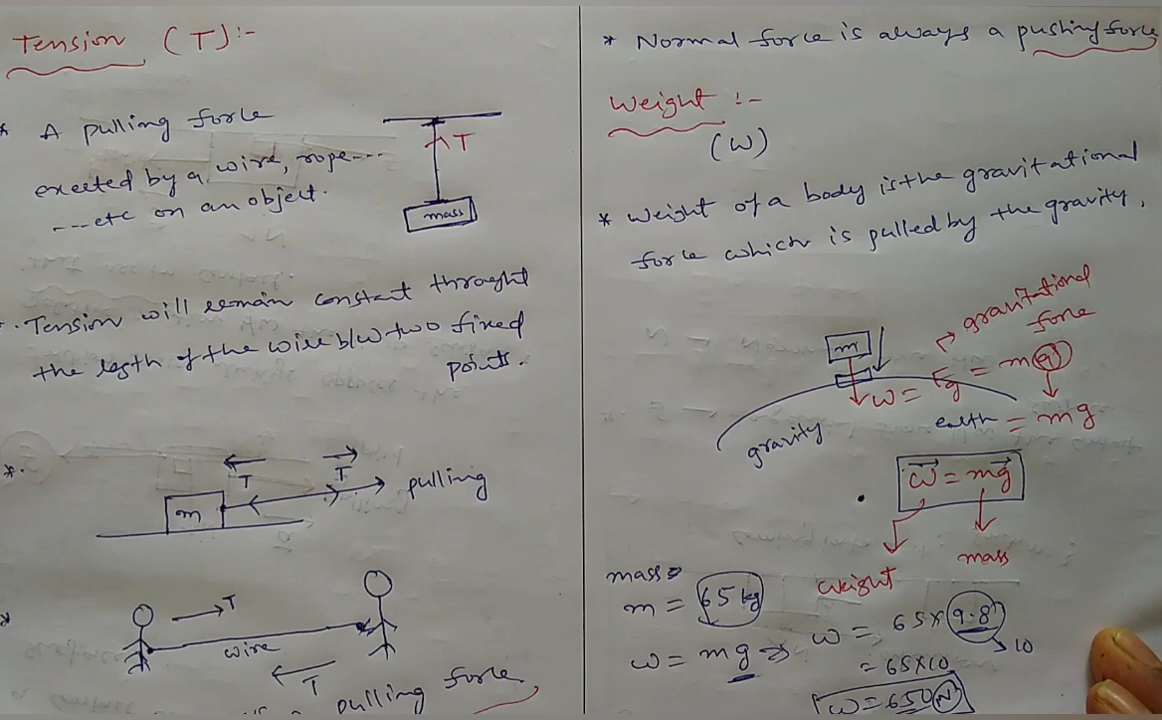 Tension (T):-
* A pulling force
exerted by a wire, rope---
---etc on an object.
T
mass
*. Tension will remain constant throught
the legth of the wire b/w two fixed
points.
*.
T
T
pulling
m
*
T
wire
T
pulling force,
* Normal force is always a pushing force
Weight :-
(W)
* Weight of a body is the gravitational
force which is pulled by the gravity,
gravitational
force
m
W = Fg = m(g)
earth = mg
gravity
W = mg
weight
mass
mass =
m = 65 kg
W = mg => W = 65 x 9.8
10
= 65x10
W = 650 N